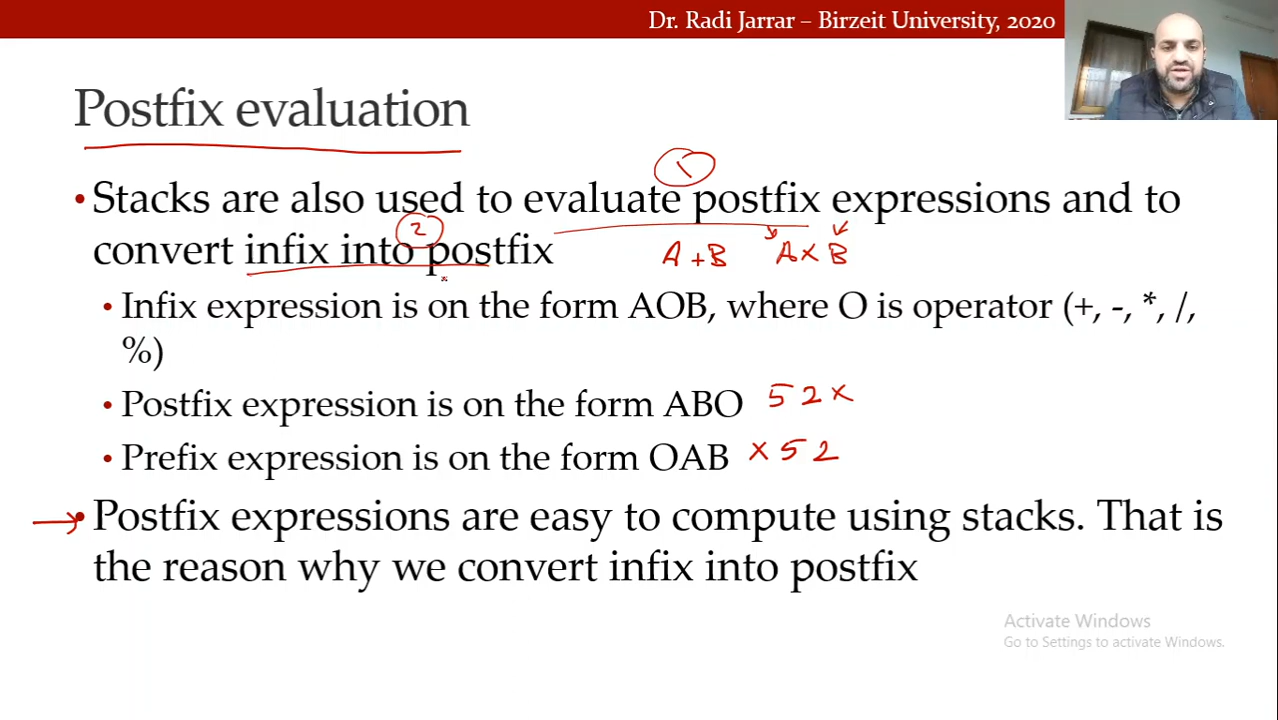 Dr. Radi Jarrar – Birzeit University, 2020
Postfix evaluation
1
• Stacks are also used to evaluate postfix expressions and to
2
convert infix into postfix A + B A × B
• Infix expression is on the form AOB, where O is operator (+, -, *, /,
%)
• Postfix expression is on the form ABO 5 2 ×
• Prefix expression is on the form OAB × 5 2
→ • Postfix expressions are easy to compute using stacks. That is
the reason why we convert infix into postfix
Activate Windows
Go to Settings to activate Windows.